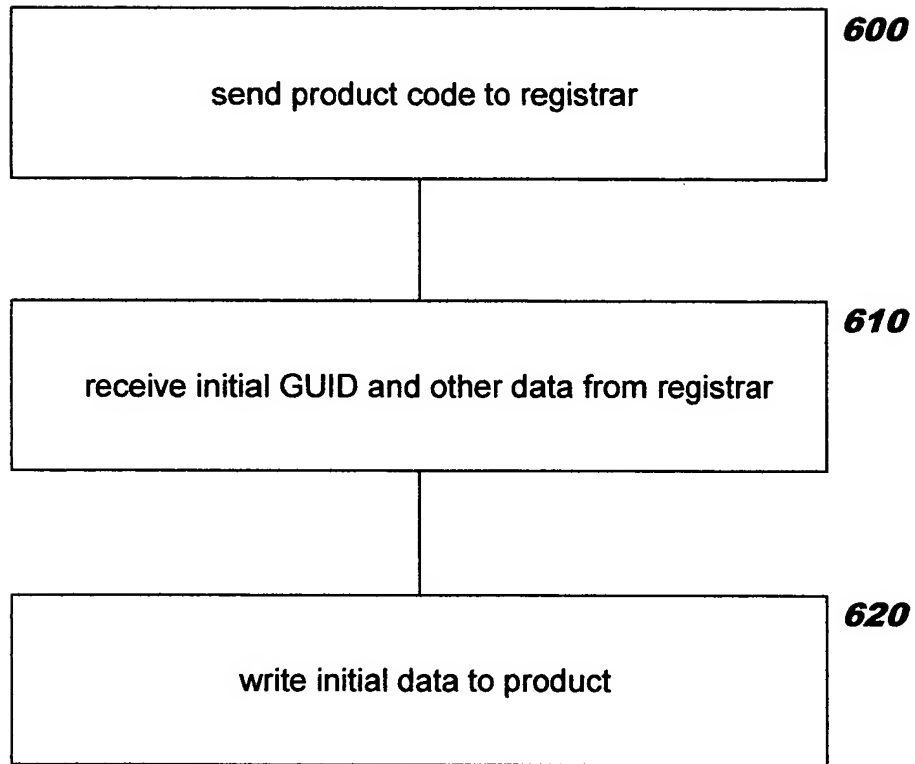 600
send product code to registrar
610
receive initial GUID and other data from registrar
620
write initial data to product